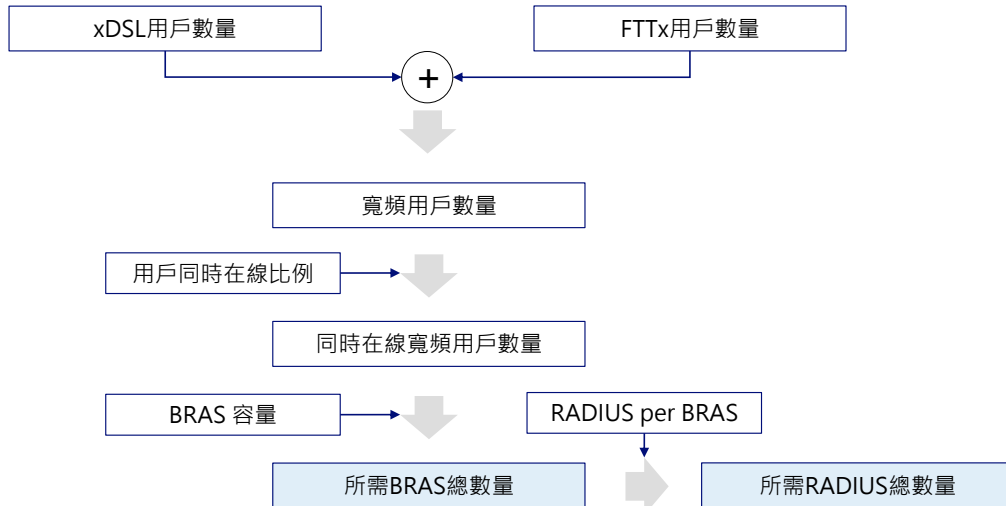 xDSL用戶數量
FTTx用戶數量
+
寬頻用戶數量
用戶同時在線比例
同時在線寬頻用戶數量
BRAS 容量
RADIUS per BRAS
所需BRAS總數量
所需RADIUS總數量